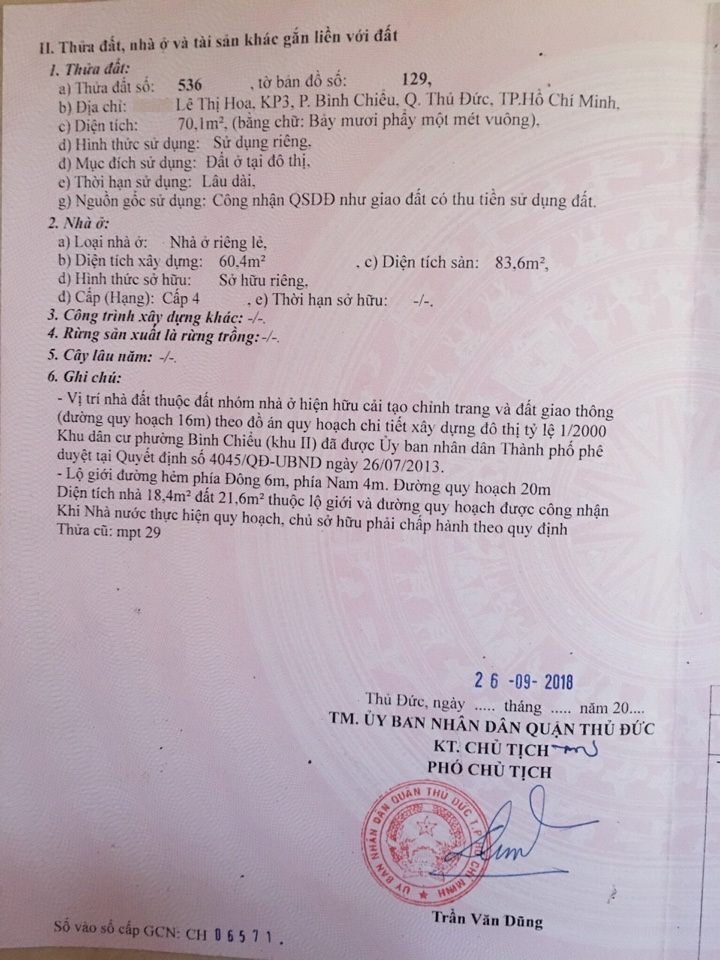 II. Thửa đất, nhà ở và tài sản khác gắn liền với đất
1. Thửa đất:
a) Thửa đất số: 536 , tờ bản đồ số: 129,
b) Địa chỉ: Lê Thị Hoa, KP3, P. Bình Chiểu, Q. Thủ Đức, TP.Hồ Chí Minh,
c) Diện tích: 70,1m², (bằng chữ: Bảy mươi phẩy một mét vuông),
d) Hình thức sử dụng: Sử dụng riêng,
đ) Mục đích sử dụng: Đất ở tại đô thị,
e) Thời hạn sử dụng: Lâu dài,
g) Nguồn gốc sử dụng: Công nhận QSDĐ như giao đất có thu tiền sử dụng đất.
2. Nhà ở:
a) Loại nhà ở: Nhà ở riêng lẻ,
b) Diện tích xây dựng: 60,4m² , c) Diện tích sàn: 83,6m²,
d) Hình thức sở hữu: Sở hữu riêng,
đ) Cấp (Hạng): Cấp 4 , e) Thời hạn sở hữu: -/-.
3. Công trình xây dựng khác: -/-.
4. Rừng sản xuất là rừng trồng: -/-.
5. Cây lâu năm: -/-.
6. Ghi chú:
- Vị trí nhà đất thuộc đất nhóm nhà ở hiện hữu cải tạo chỉnh trang và đất giao thông
(đường quy hoạch 16m) theo đồ án quy hoạch chi tiết xây dựng đô thị tỷ lệ 1/2000
Khu dân cư phường Bình Chiểu (khu II) đã được Ủy ban nhân dân Thành phố phê
duyệt tại Quyết định số 4045/QĐ-UBND ngày 26/07/2013.
- Lộ giới đường hẻm phía Đông 6m, phía Nam 4m. Đường quy hoạch 20m
Diện tích nhà 18,4m² đất 21,6m² thuộc lộ giới và đường quy hoạch được công nhận
Khi Nhà nước thực hiện quy hoạch, chủ sở hữu phải chấp hành theo quy định
Thửa cũ: mpt 29
26 -09- 2018
Thủ Đức, ngày ..... tháng ..... năm 20....
TM. ỦY BAN NHÂN DÂN QUẬN THỦ ĐỨC
KT. CHỦ TỊCH
PHÓ CHỦ TỊCH
ỦY BAN NHÂN DÂN QUẬN THỦ ĐỨC T.P HỒ CHÍ MINH
Trần Văn Dũng
Số vào sổ cấp GCN: CH 06571.